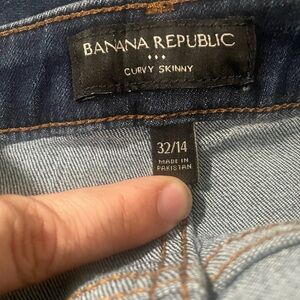 BANANA REPUBLIC
CURVY SKINNY
32/14
MADE IN
PAKISTAN